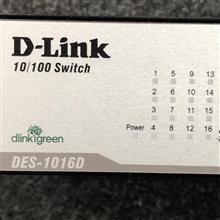 D-Link
10/100 Switch
1 5 9 13
2 6 10 14
3 7 11 15
Power 4 8 12 16
dlinkgreen
DES-1016D